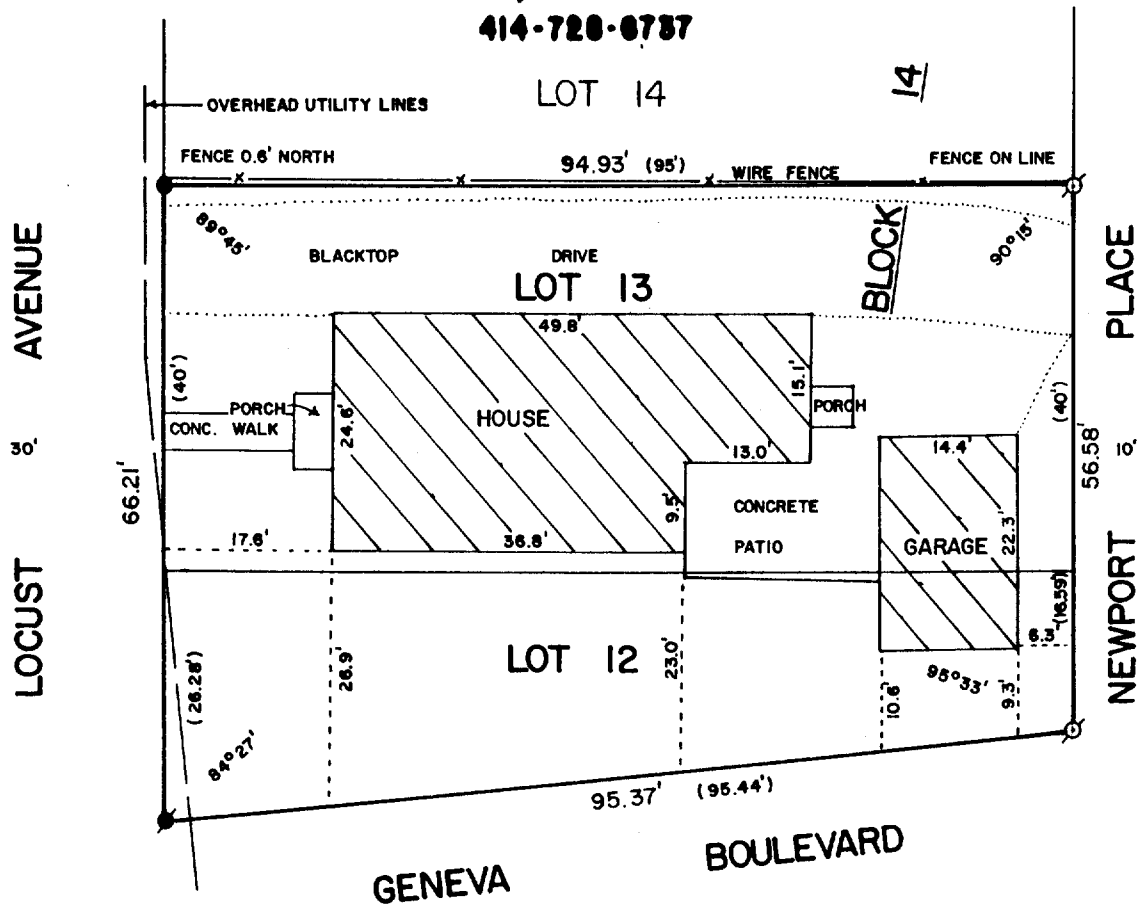 414-728-6737
LOT 14
14
OVERHEAD UTILITY LINES
FENCE 0.6' NORTH
94.93' (95')
WIRE FENCE
FENCE ON LINE
89°45'
BLACKTOP DRIVE
BLOCK
90°15'
LOT 13
49.8'
AVENUE
PLACE
(40')
PORCH
CONC. WALK
24.6'
HOUSE
15.1'
PORCH
13.0'
14.4'
(40')
30'
66.21'
56.58'
10'
9.5'
CONCRETE
PATIO
GARAGE
22.3'
17.6'
36.8'
LOCUST
NEWPORT
(26.28')
26.9'
LOT 12
23.0'
6.3'
(16.59')
10.6'
95°33'
9.3'
84°27'
95.37' (95.44')
GENEVA BOULEVARD